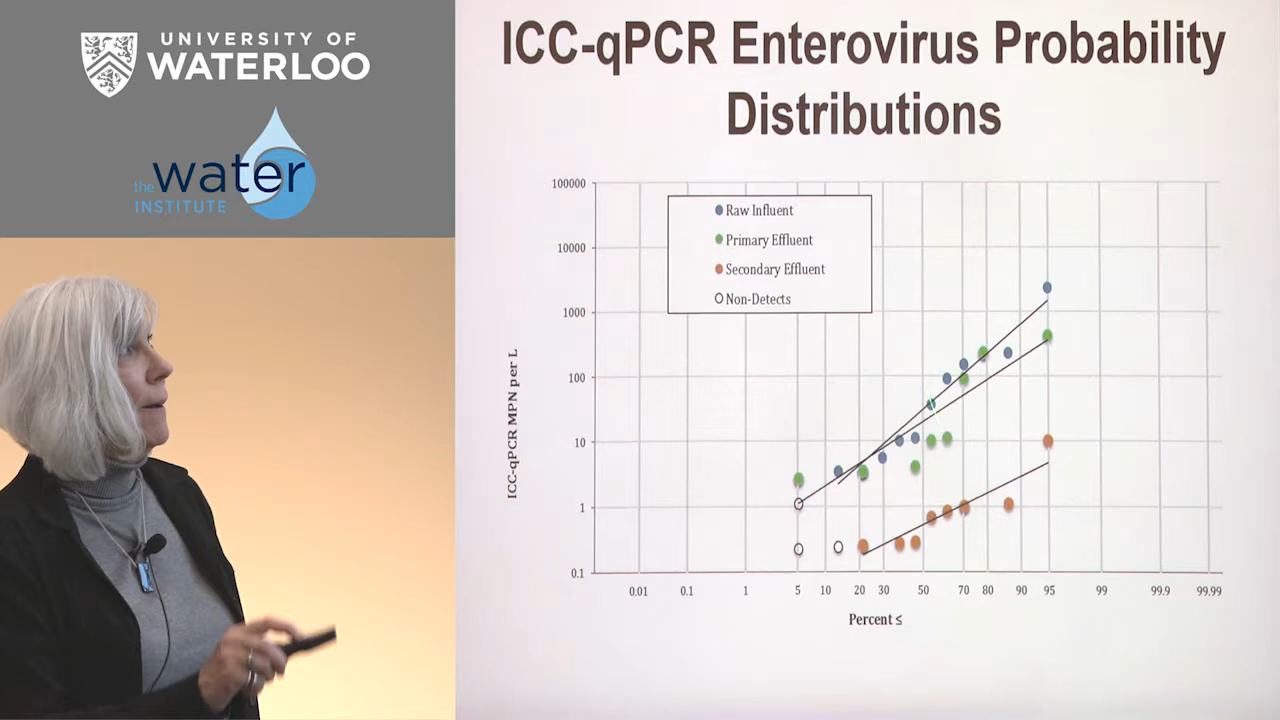 UNIVERSITY OF
WATERLOO
the water
INSTITUTE
ICC-qPCR Enterovirus Probability
Distributions
100000
10000
1000
100
10
1
0.1
ICC-qPCR MPN per L
Raw Influent
Primary Effluent
Secondary Effluent
Non-Detects
0.01 0.1 1 5 10 20 30 50 70 80 90 95 99 99.9 99.99
Percent ≤